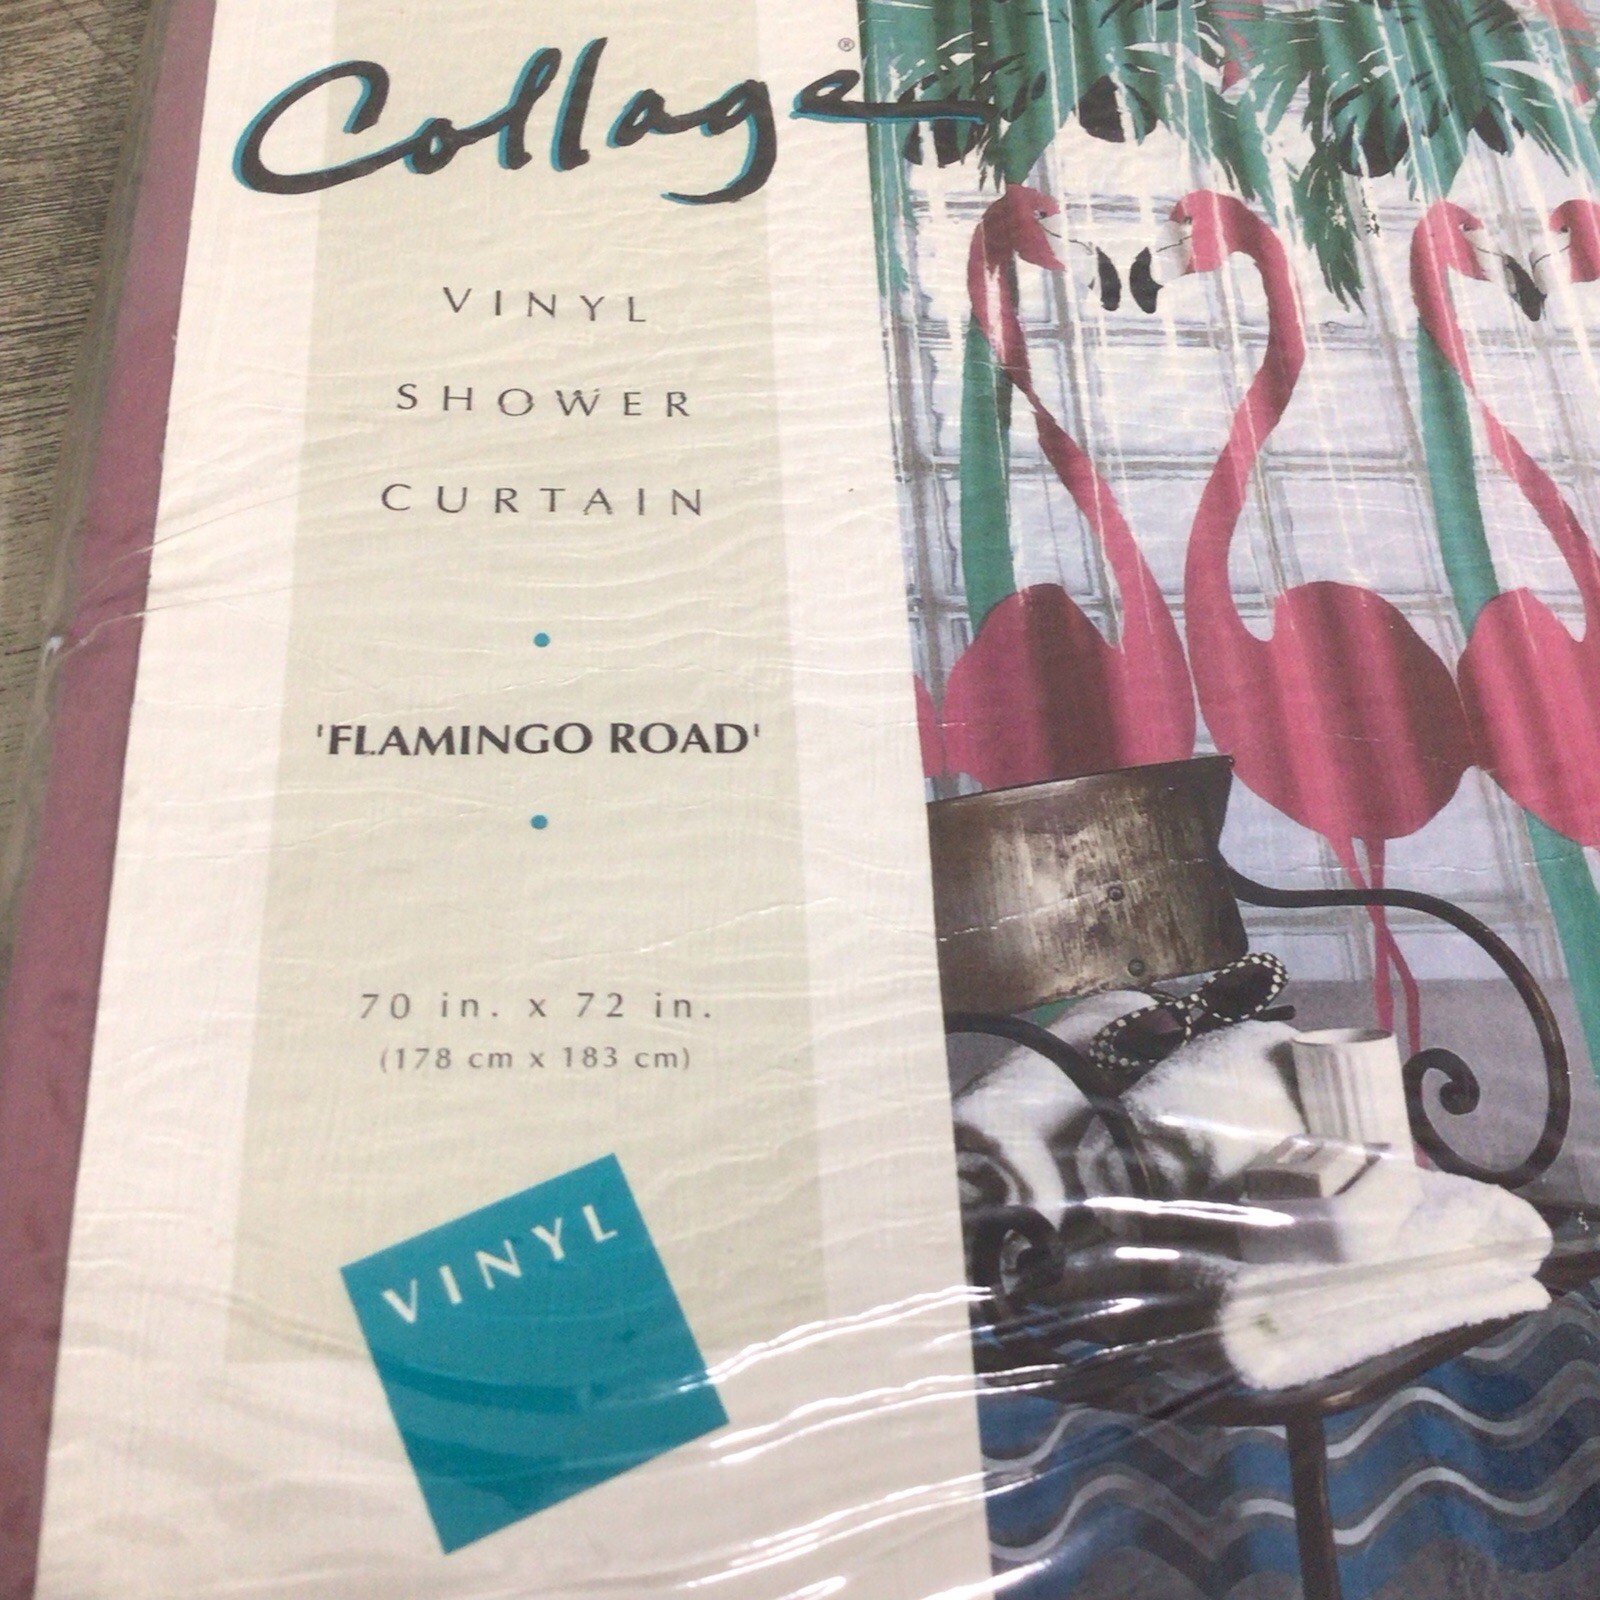 Collage®
VINYL
SHOWER
CURTAIN
'FLAMINGO ROAD'
70 in. x 72 in.
(178 cm x 183 cm)
VINYL